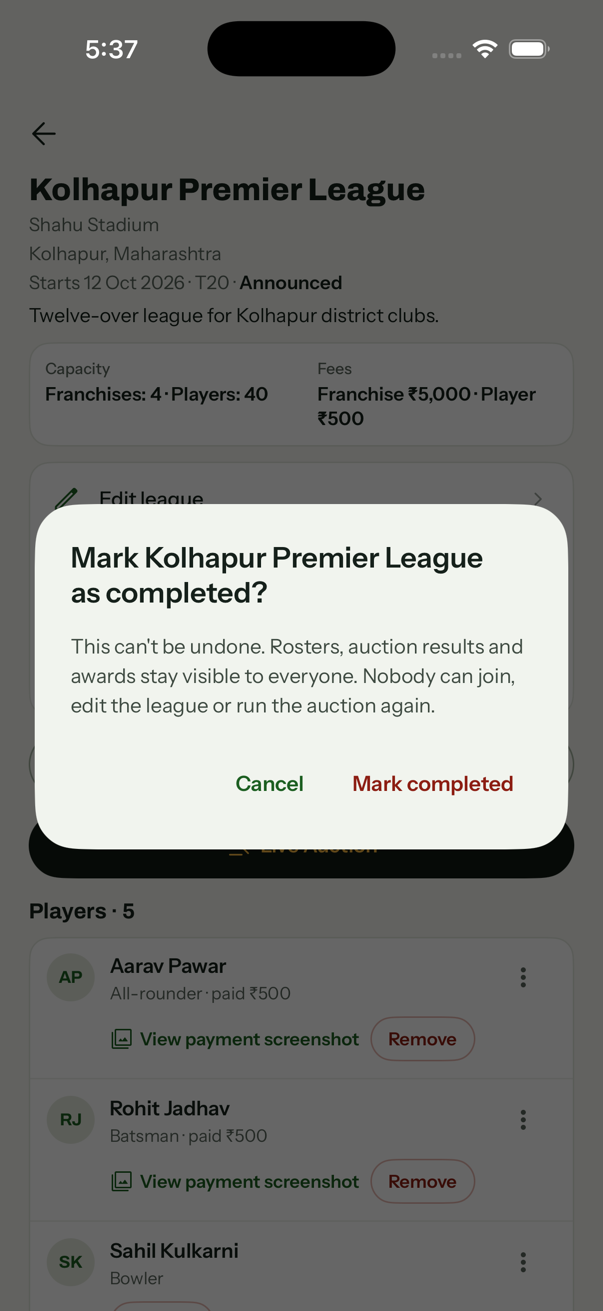 5:37
Kolhapur Premier League
Shahu Stadium
Kolhapur, Maharashtra
Starts 12 Oct 2026 · T20 · Announced
Twelve-over league for Kolhapur district clubs.
Capacity
Franchises: 4 · Players: 40
Fees
Franchise ₹5,000 · Player
₹500
Edit league
Mark Kolhapur Premier League
as completed?
This can't be undone. Rosters, auction results and
awards stay visible to everyone. Nobody can join,
edit the league or run the auction again.
Cancel
Mark completed
Live Auction
Players · 5
AP
Aarav Pawar
All-rounder · paid ₹500
View payment screenshot
Remove
RJ
Rohit Jadhav
Batsman · paid ₹500
View payment screenshot
Remove
SK
Sahil Kulkarni
Bowler